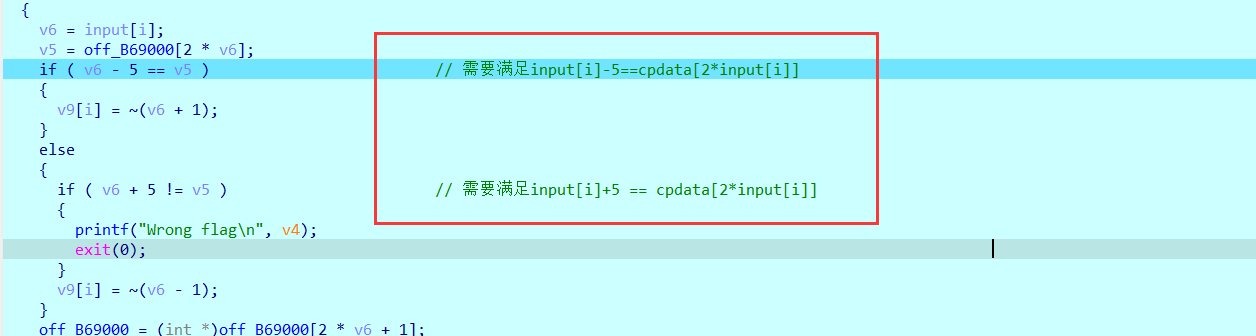 {
v6 = input[i];
v5 = off_B69000[2 * v6];
if ( v6 - 5 == v5 ) // 需要满足input[i]-5==cpdata[2*input[i]]
{
v9[i] = ~(v6 + 1);
}
else
{
if ( v6 + 5 != v5 ) // 需要满足input[i]+5 == cpdata[2*input[i]]
{
printf("Wrong flag\n", v4);
exit(0);
}
v9[i] = ~(v6 - 1);
}
off_B69000 = (int *)off_B69000[2 * v6 + 1];